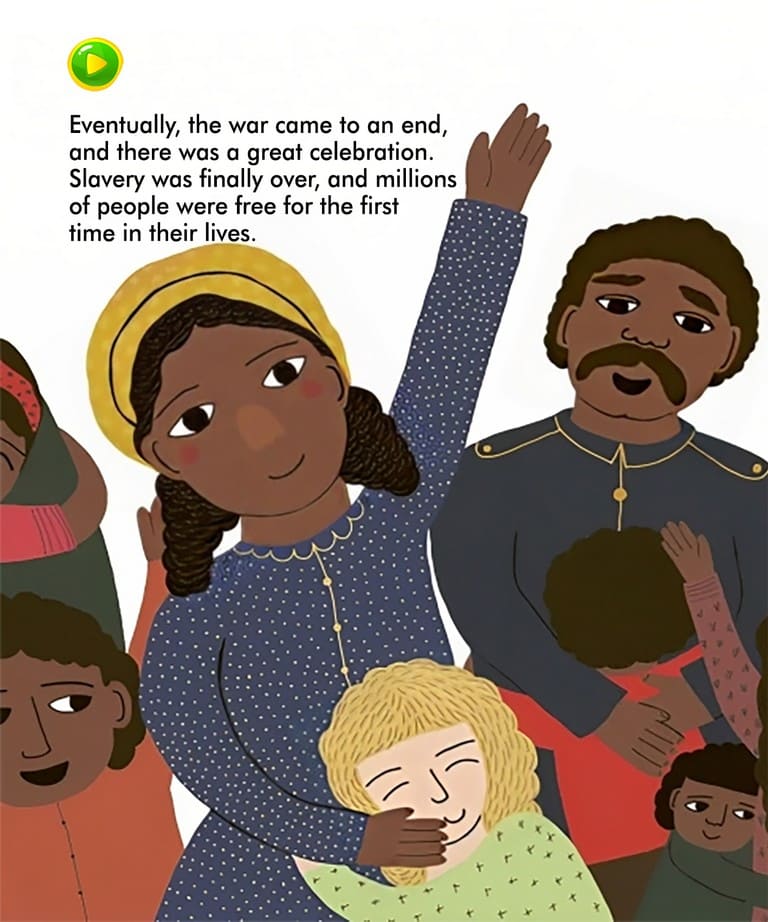 Eventually, the war came to an end,
and there was a great celebration.
Slavery was finally over, and millions
of people were free for the first
time in their lives.